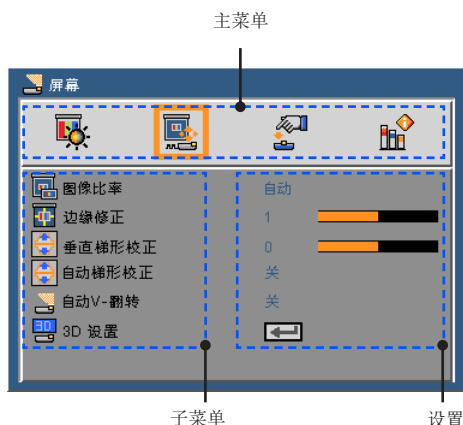 主菜单
屏幕
图像比率 自动
边缘修正 1
垂直梯形校正 0
自动梯形校正 关
自动V-翻转 关
3D 3D 设置
子菜单 设置